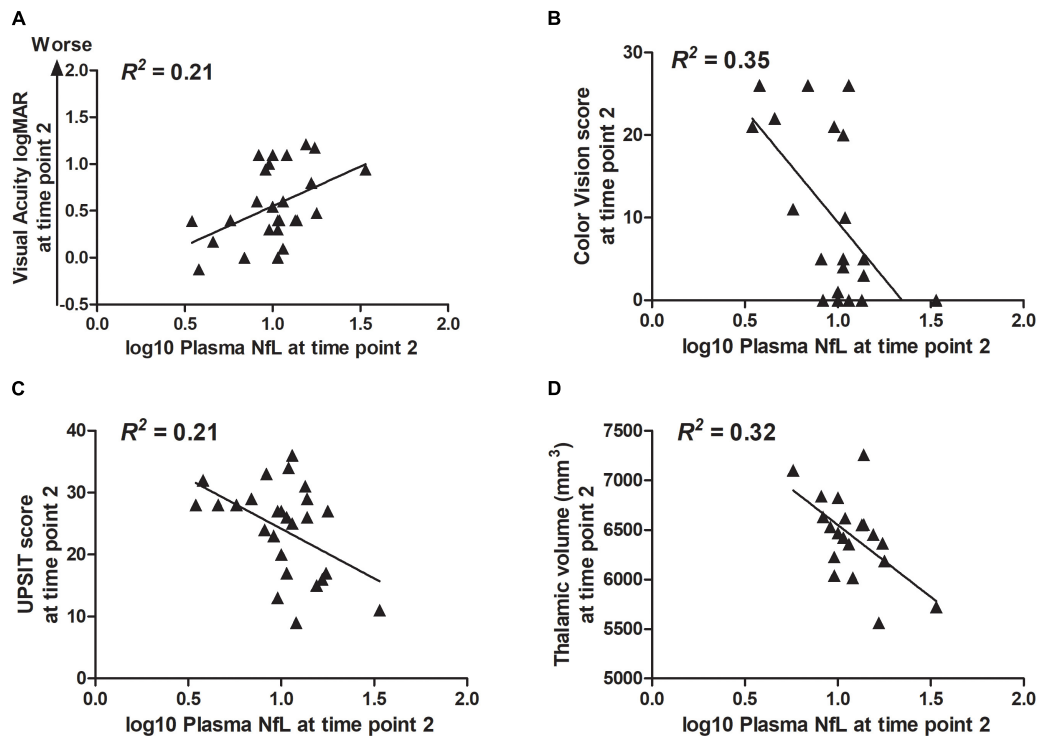 A
Worse
R² = 0.21
2.0
1.5
1.0
0.5
0.0
-0.5
Visual Acuity logMAR
at time point 2
0.0 0.5 1.0 1.5 2.0
log10 Plasma NfL at time point 2
B
R² = 0.35
30
20
10
0
Color Vision score
at time point 2
0.0 0.5 1.0 1.5 2.0
log10 Plasma NfL at time point 2
C
R² = 0.21
40
30
20
10
0
UPSIT score
at time point 2
0.0 0.5 1.0 1.5 2.0
log10 Plasma NfL at time point 2
D
R² = 0.32
7500
7000
6500
6000
5500
5000
Thalamic volume (mm³)
at time point 2
0.0 0.5 1.0 1.5 2.0
log10 Plasma NfL at time point 2